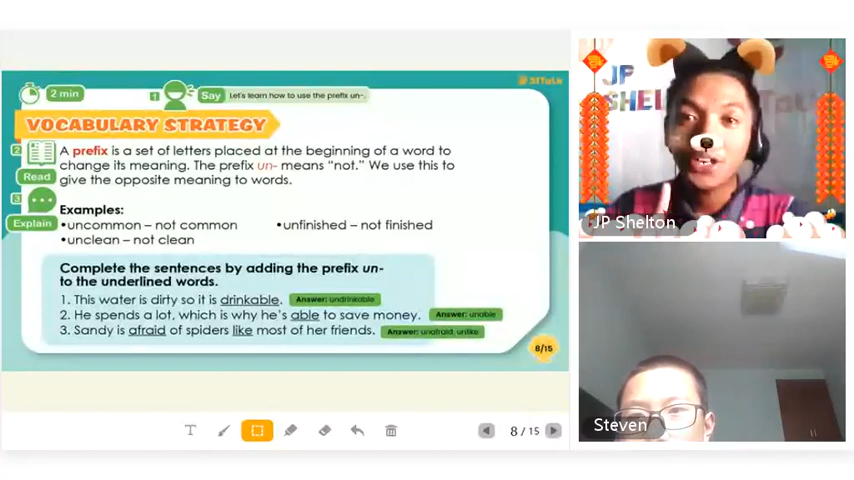 51Talk
2 min
1
Say
Let's learn how to use the prefix un-.
VOCABULARY STRATEGY
2
Read
A prefix is a set of letters placed at the beginning of a word to
change its meaning. The prefix un- means “not.” We use this to
give the opposite meaning to words.
3
Explain
Examples:
•uncommon – not common •unfinished – not finished
•unclean – not clean
Complete the sentences by adding the prefix un-
to the underlined words.
1. This water is dirty so it is drinkable. Answer: undrinkable
2. He spends a lot, which is why he's able to save money. Answer: unable
3. Sandy is afraid of spiders like most of her friends. Answer: unafraid, unlike
8/15
T
8 / 15
JP
SHEL
JP Shelton
Steven